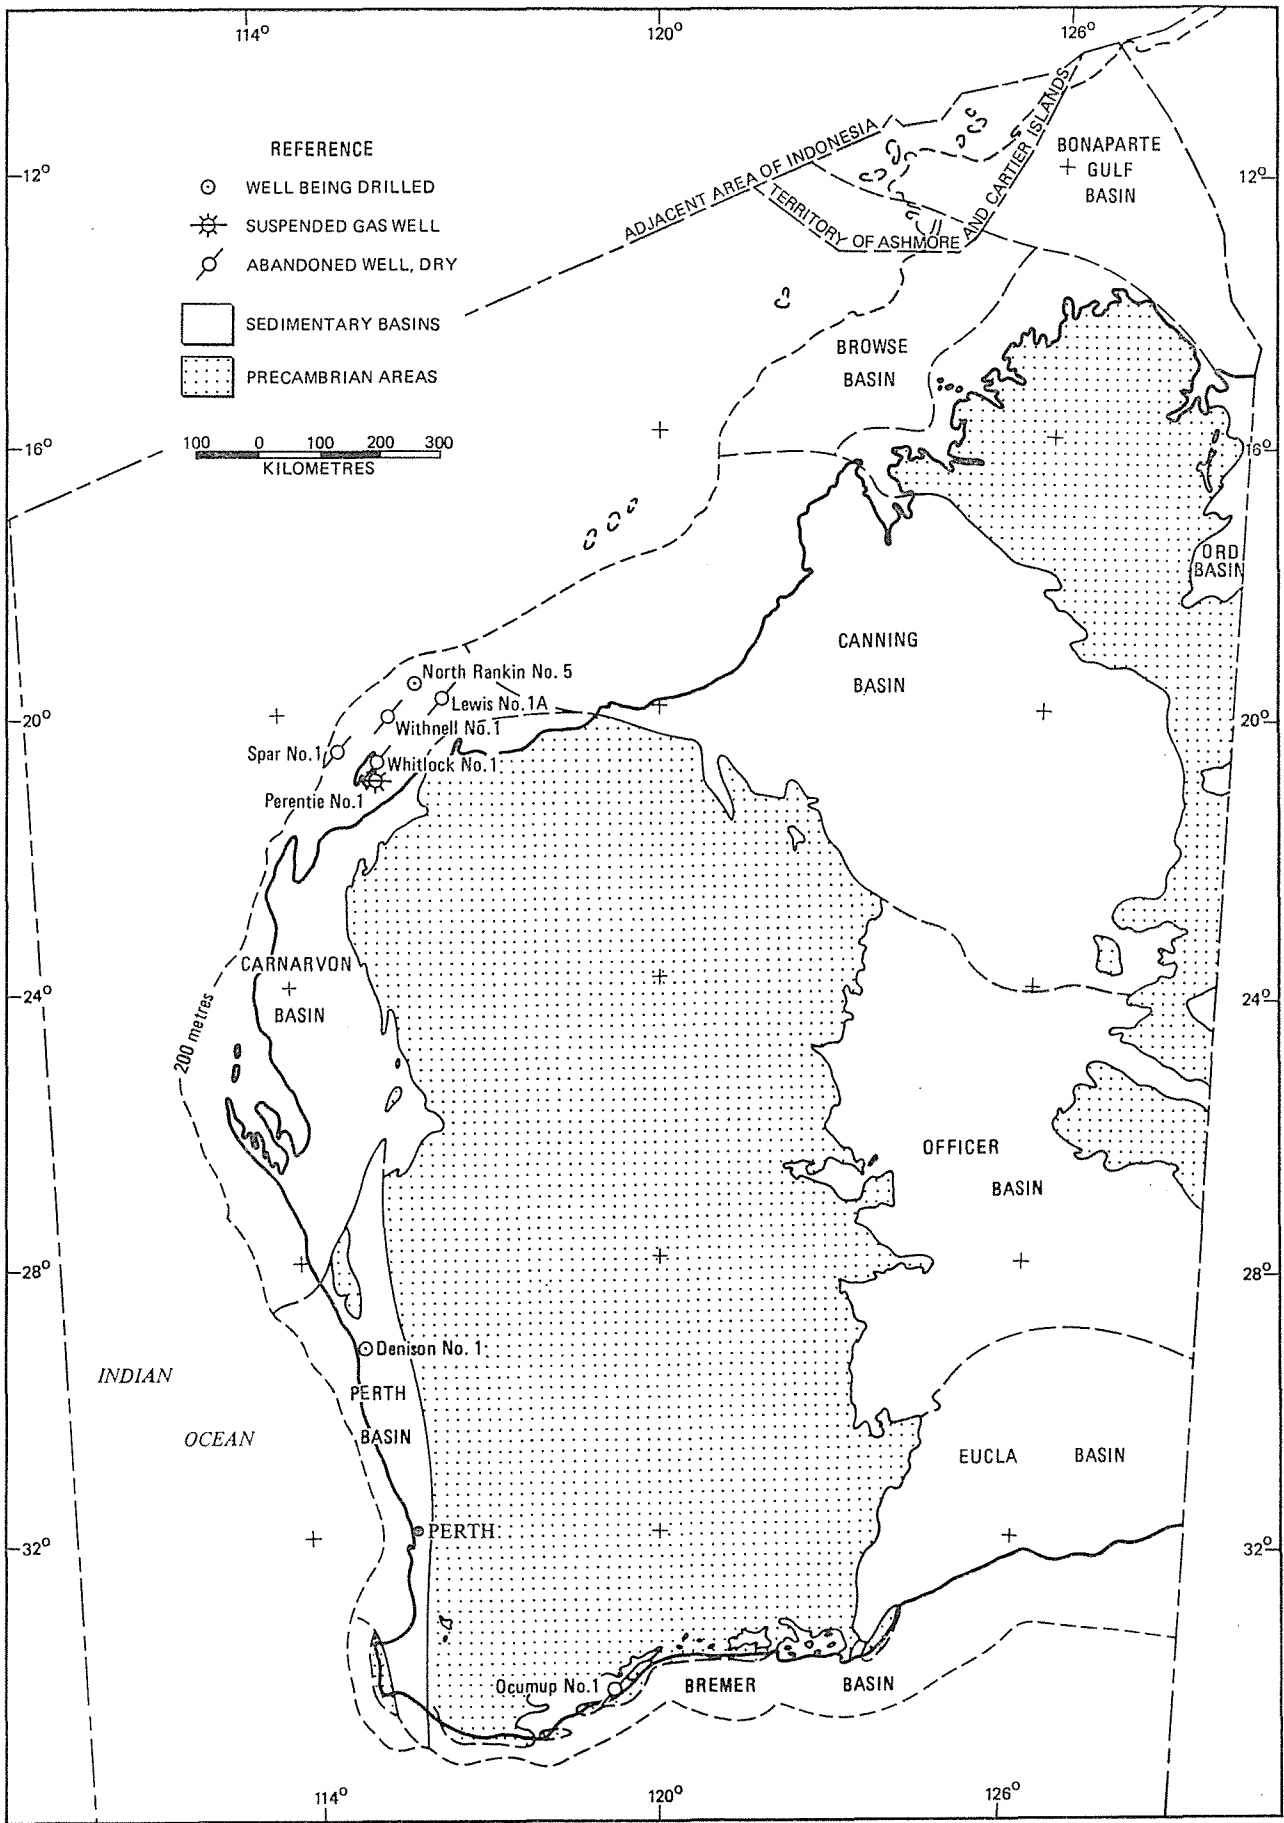 114°
120°
126°
REFERENCE
WELL BEING DRILLED
SUSPENDED GAS WELL
ABANDONED WELL, DRY
SEDIMENTARY BASINS
PRECAMBRIAN AREAS
100 0 100 200 300
KILOMETRES
12°
12°
ADJACENT AREA OF INDONESIA
TERRITORY OF ASHMORE AND CARTIER ISLANDS
BONAPARTE
GULF
BASIN
BROWSE
BASIN
16°
16°
ORD
BASIN
CANNING
BASIN
North Rankin No. 5
Lewis No.1A
Withnell No.1
Spar No.1
Whitlock No.1
Perentie No.1
20°
20°
CARNARVON
BASIN
24°
24°
200 metres
OFFICER
BASIN
28°
28°
Denison No. 1
INDIAN
OCEAN
PERTH
BASIN
EUCLA BASIN
PERTH
32°
32°
Ocumup No.1
BREMER BASIN
114°
120°
126°